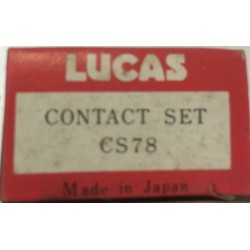 LUCAS
CONTACT SET
CS78
Made in Japan